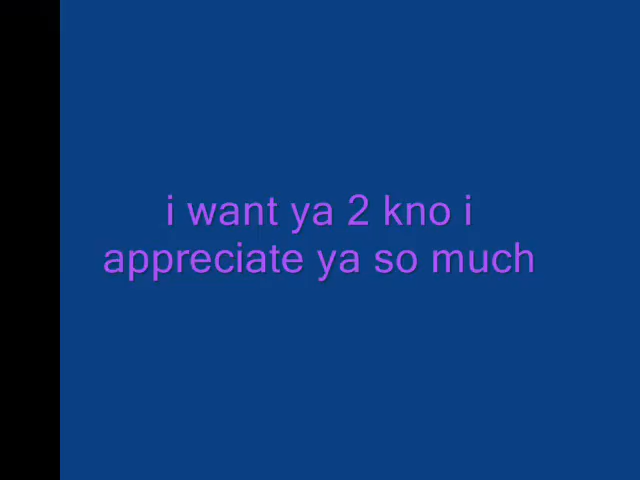 i want ya 2 kno i
appreciate ya so much